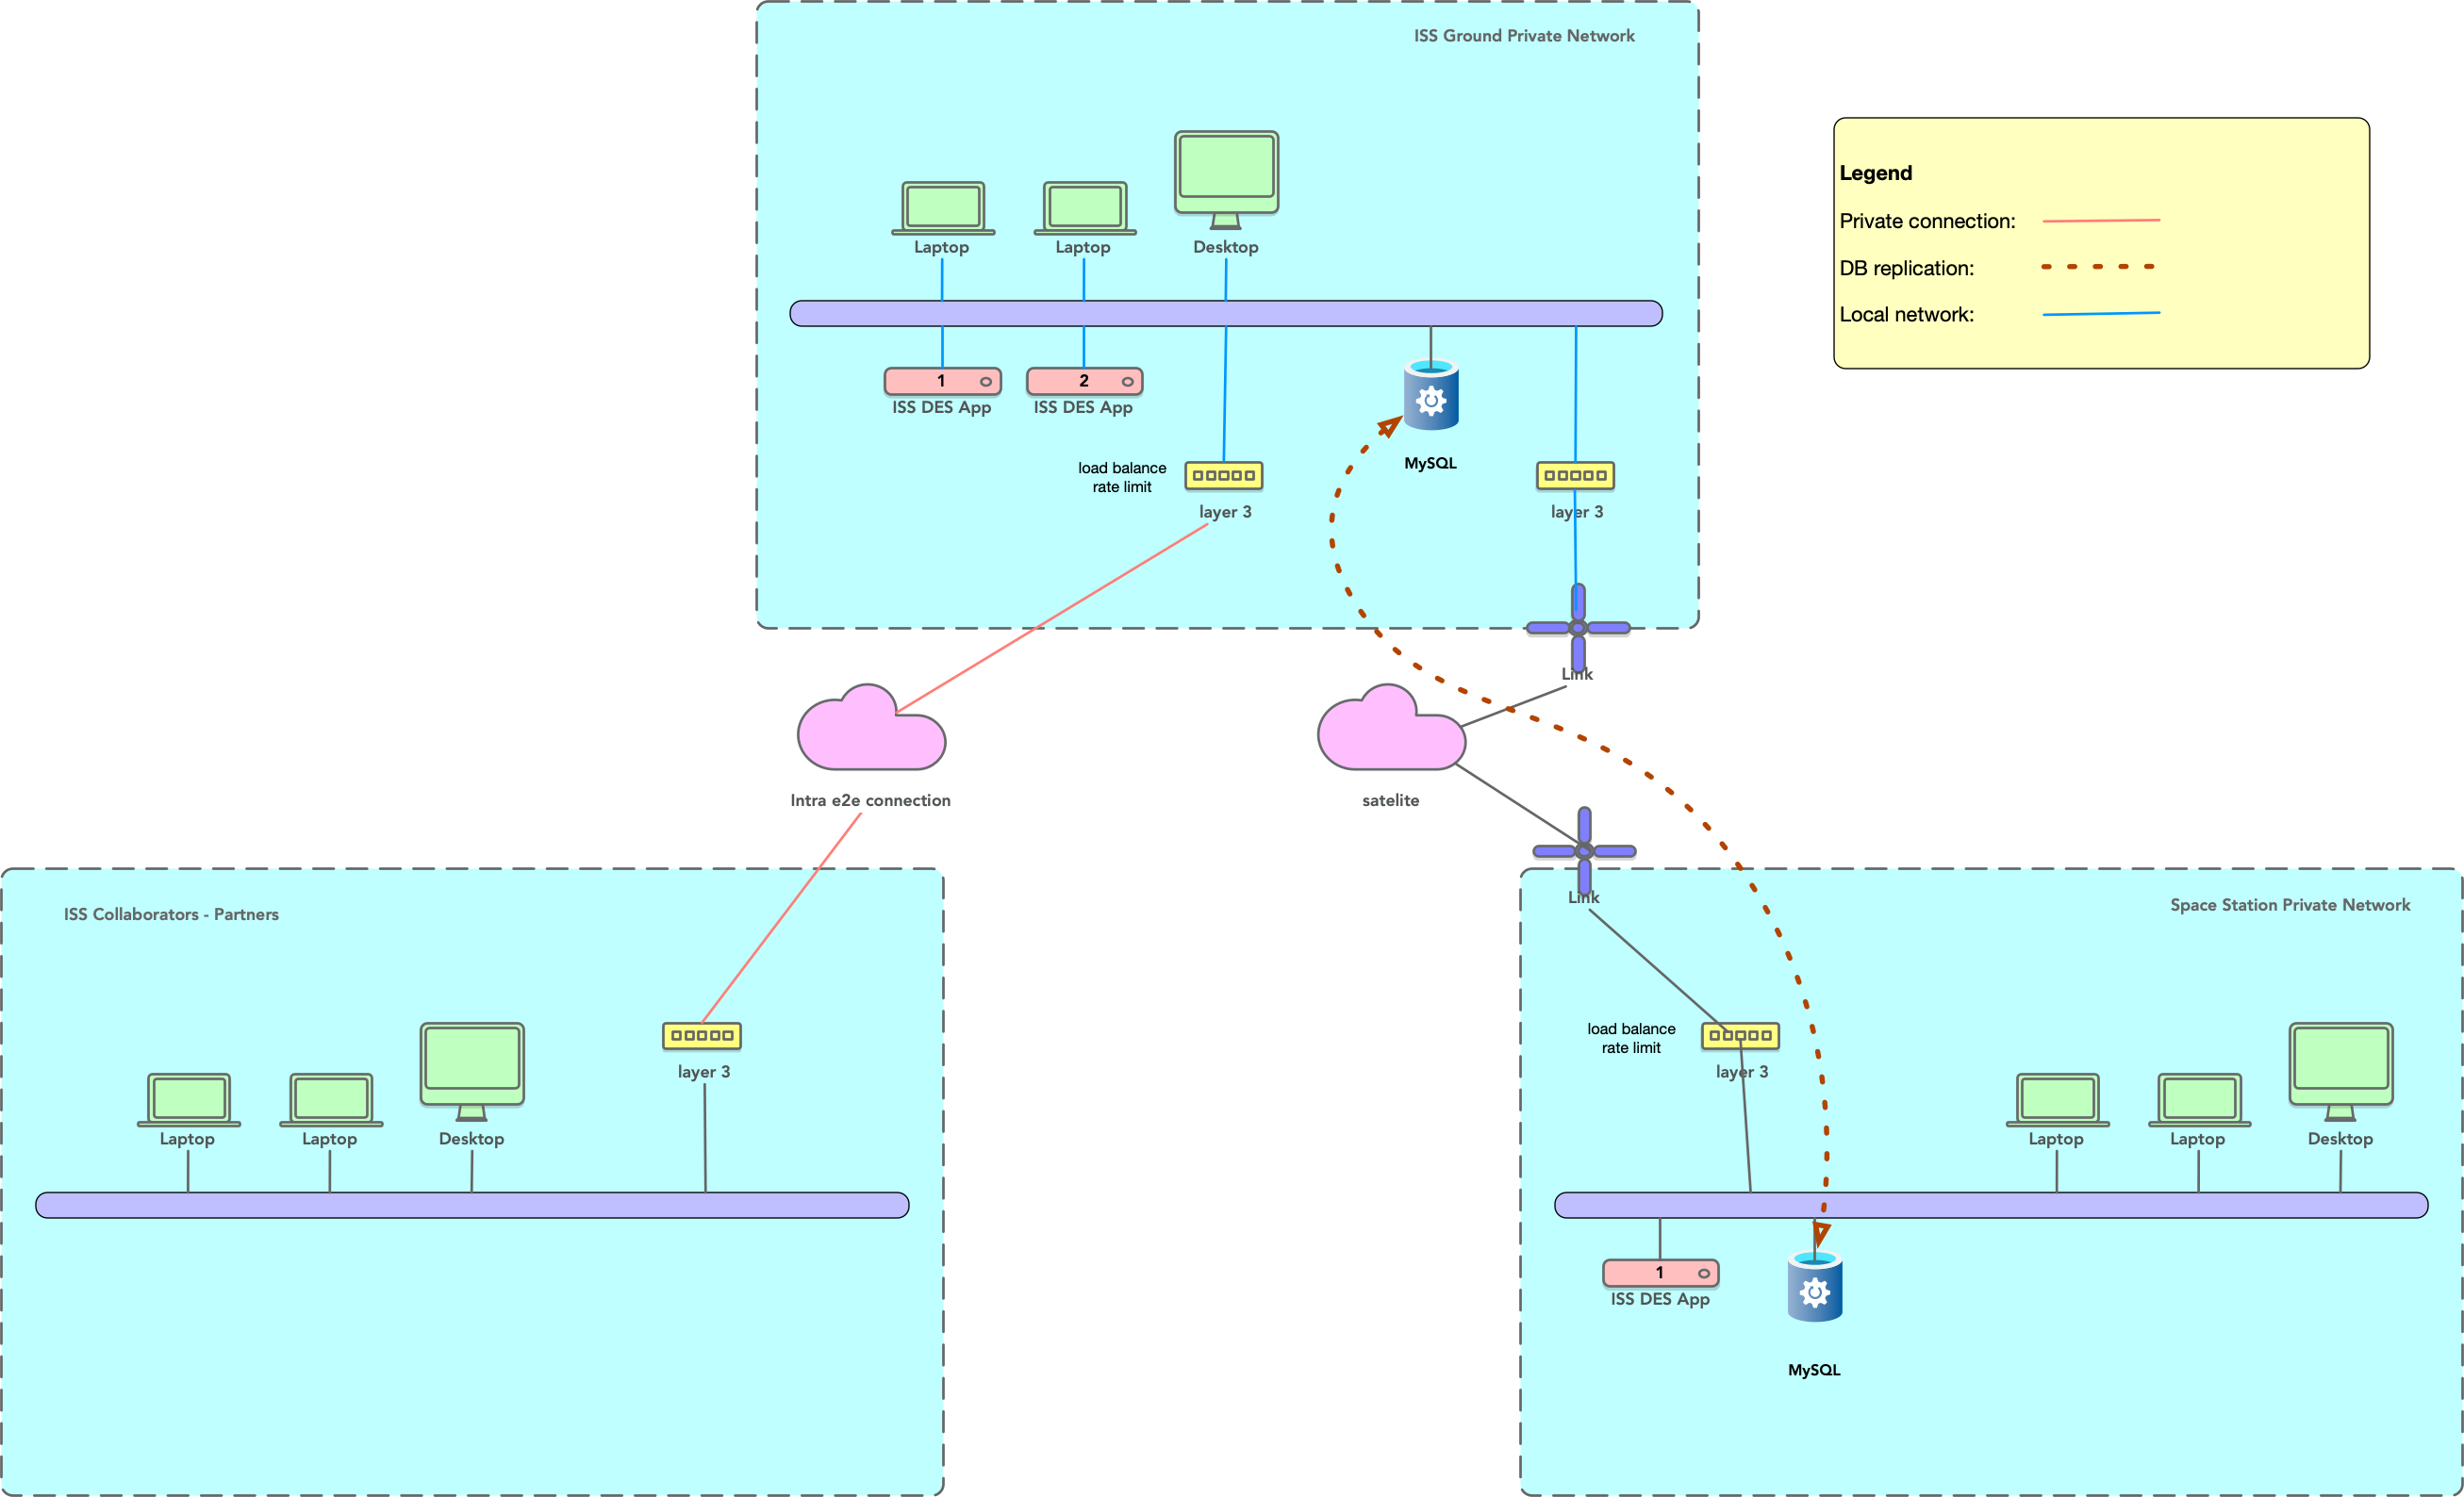 ISS Ground Private Network
Legend
Private connection:
DB replication:
Local network:
Laptop
Laptop
Desktop
1
2
ISS DES App
ISS DES App
load balance
rate limit
layer 3
MySQL
layer 3
Link
Intra e2e connection
satelite
Link
ISS Collaborators - Partners
Laptop
Laptop
Desktop
layer 3
Space Station Private Network
load balance
rate limit
layer 3
Laptop
Laptop
Desktop
1
ISS DES App
MySQL